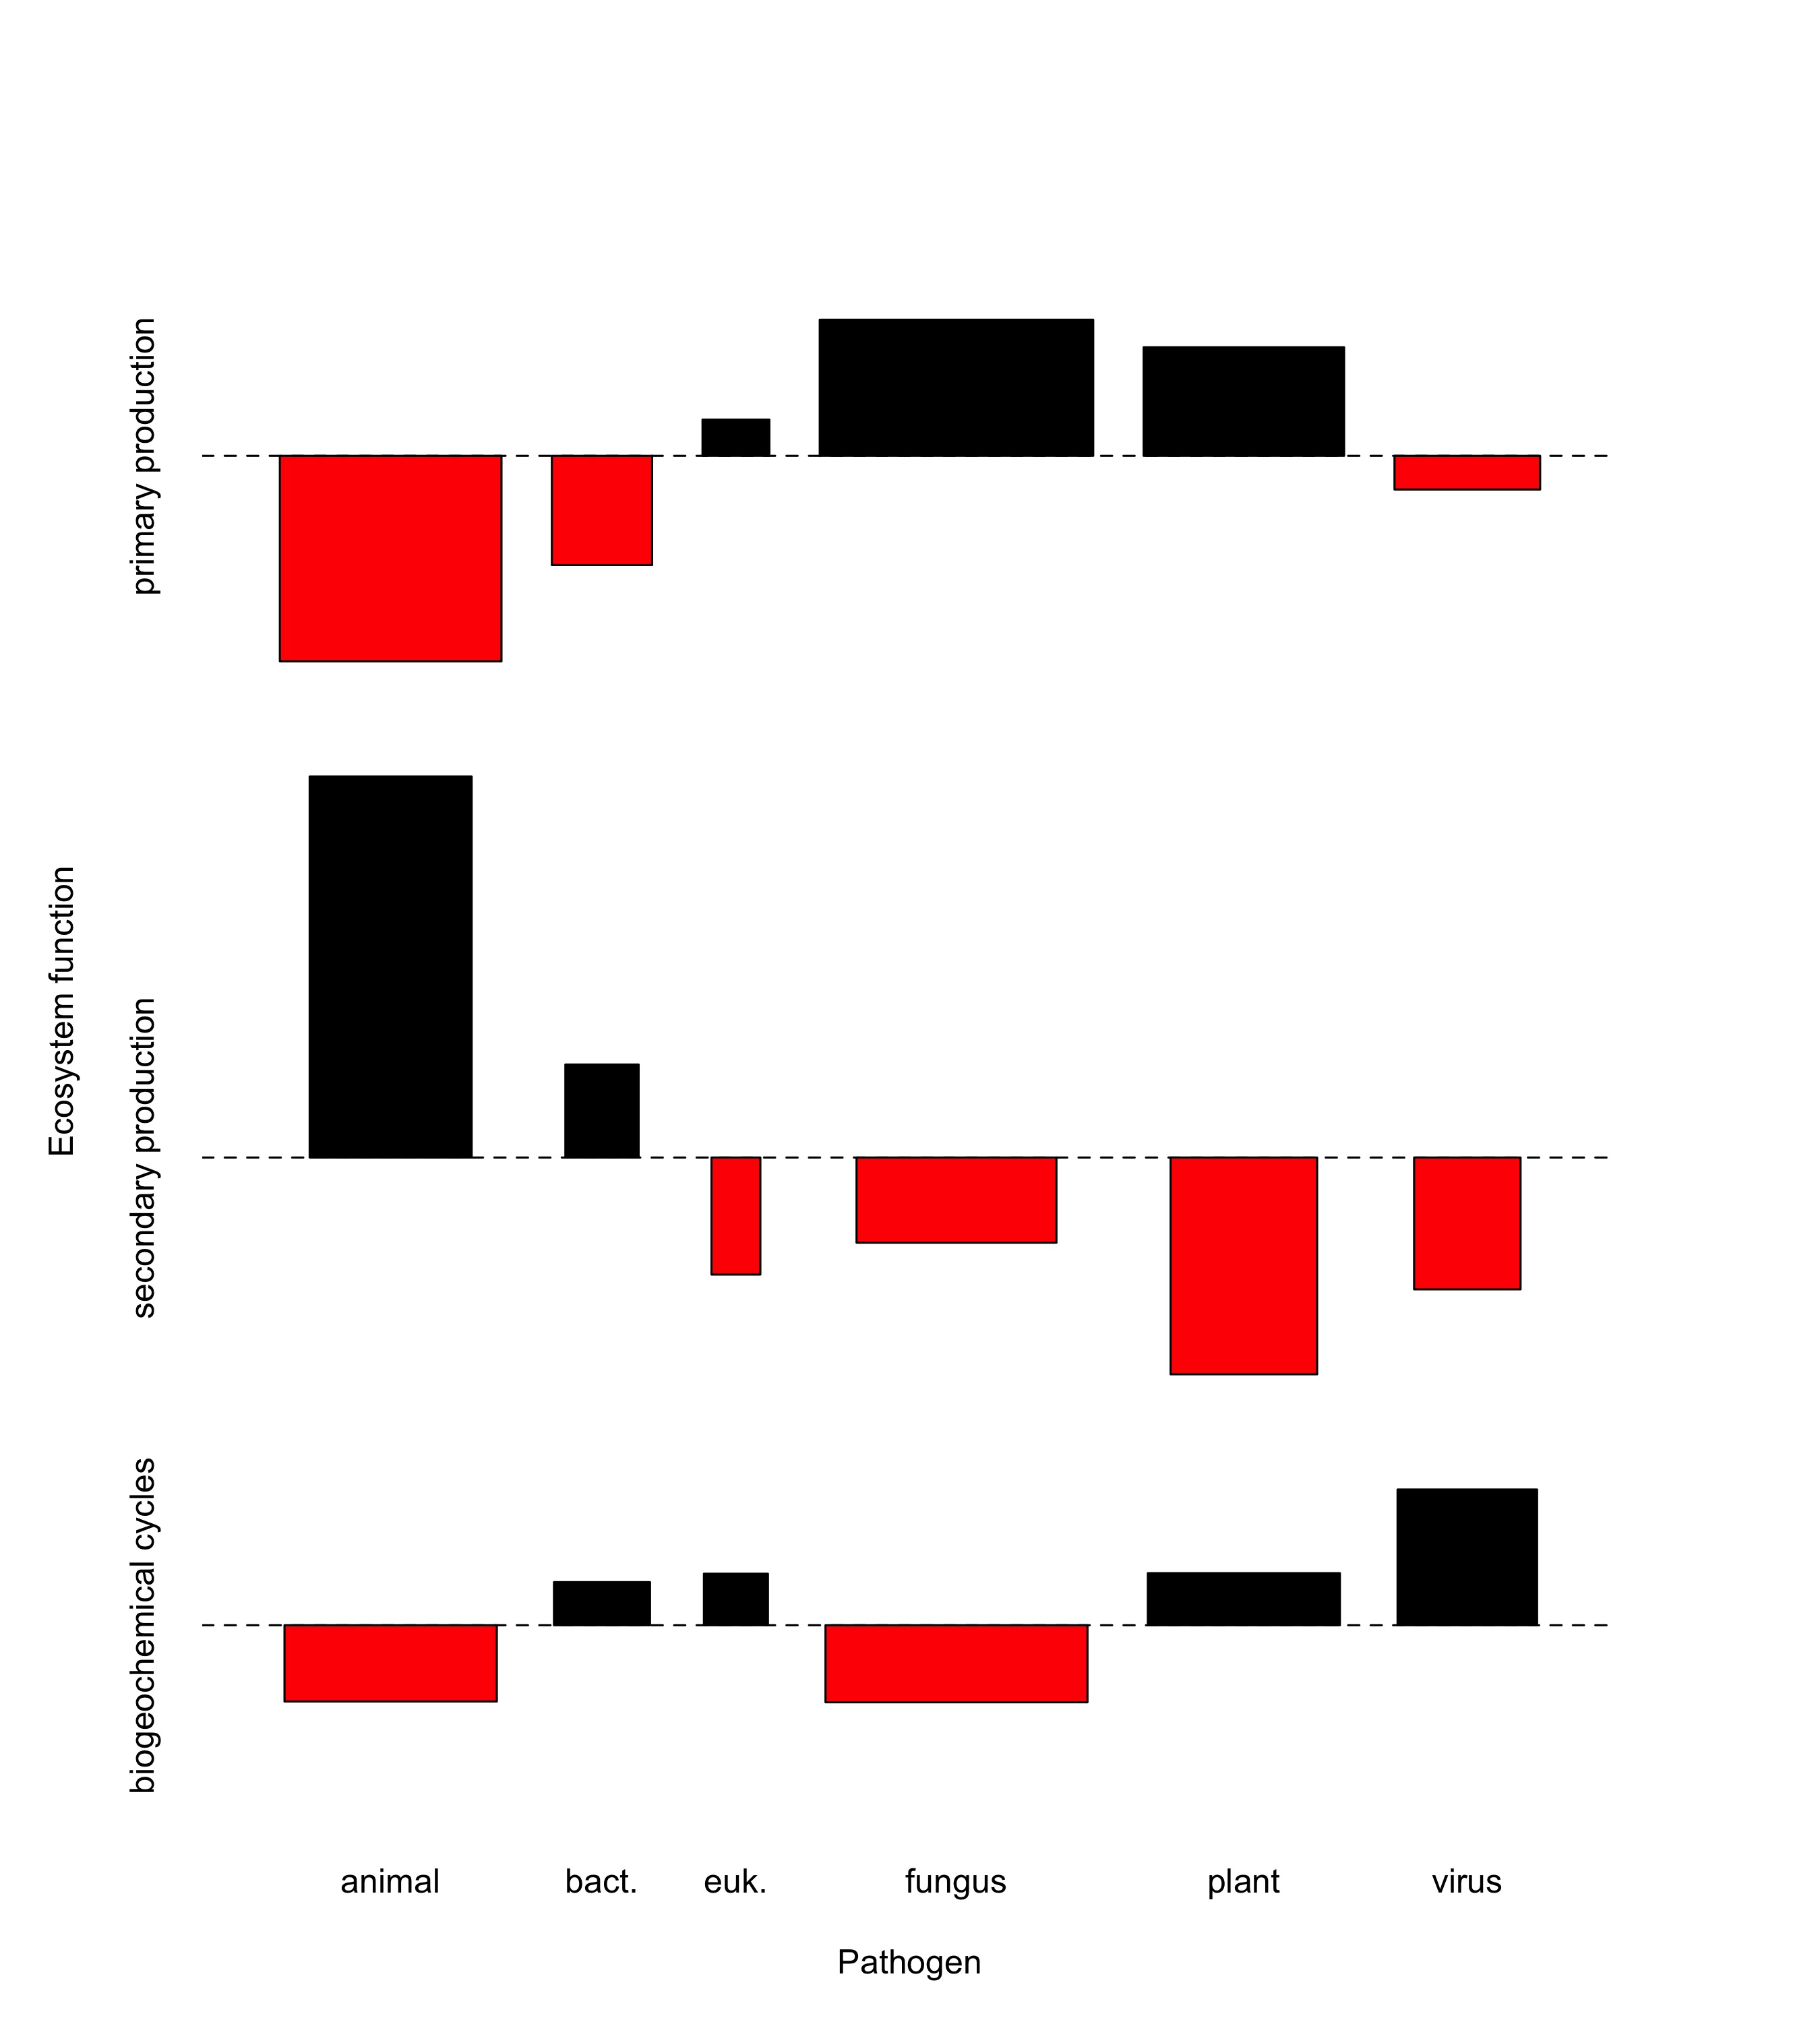 Ecosystem function
primary production
secondary production
biogeochemical cycles
animal bact. euk. fungus plant virus
Pathogen